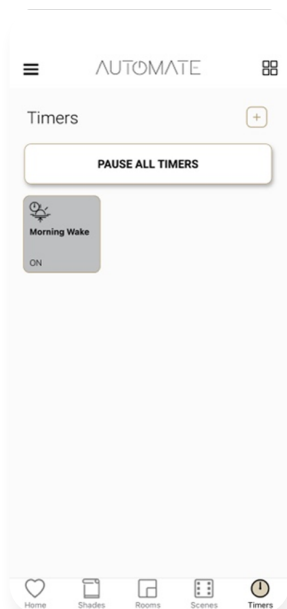 AUTOMATE
Timers
PAUSE ALL TIMERS
Morning Wake
ON
Home Shades Rooms Scenes Timers